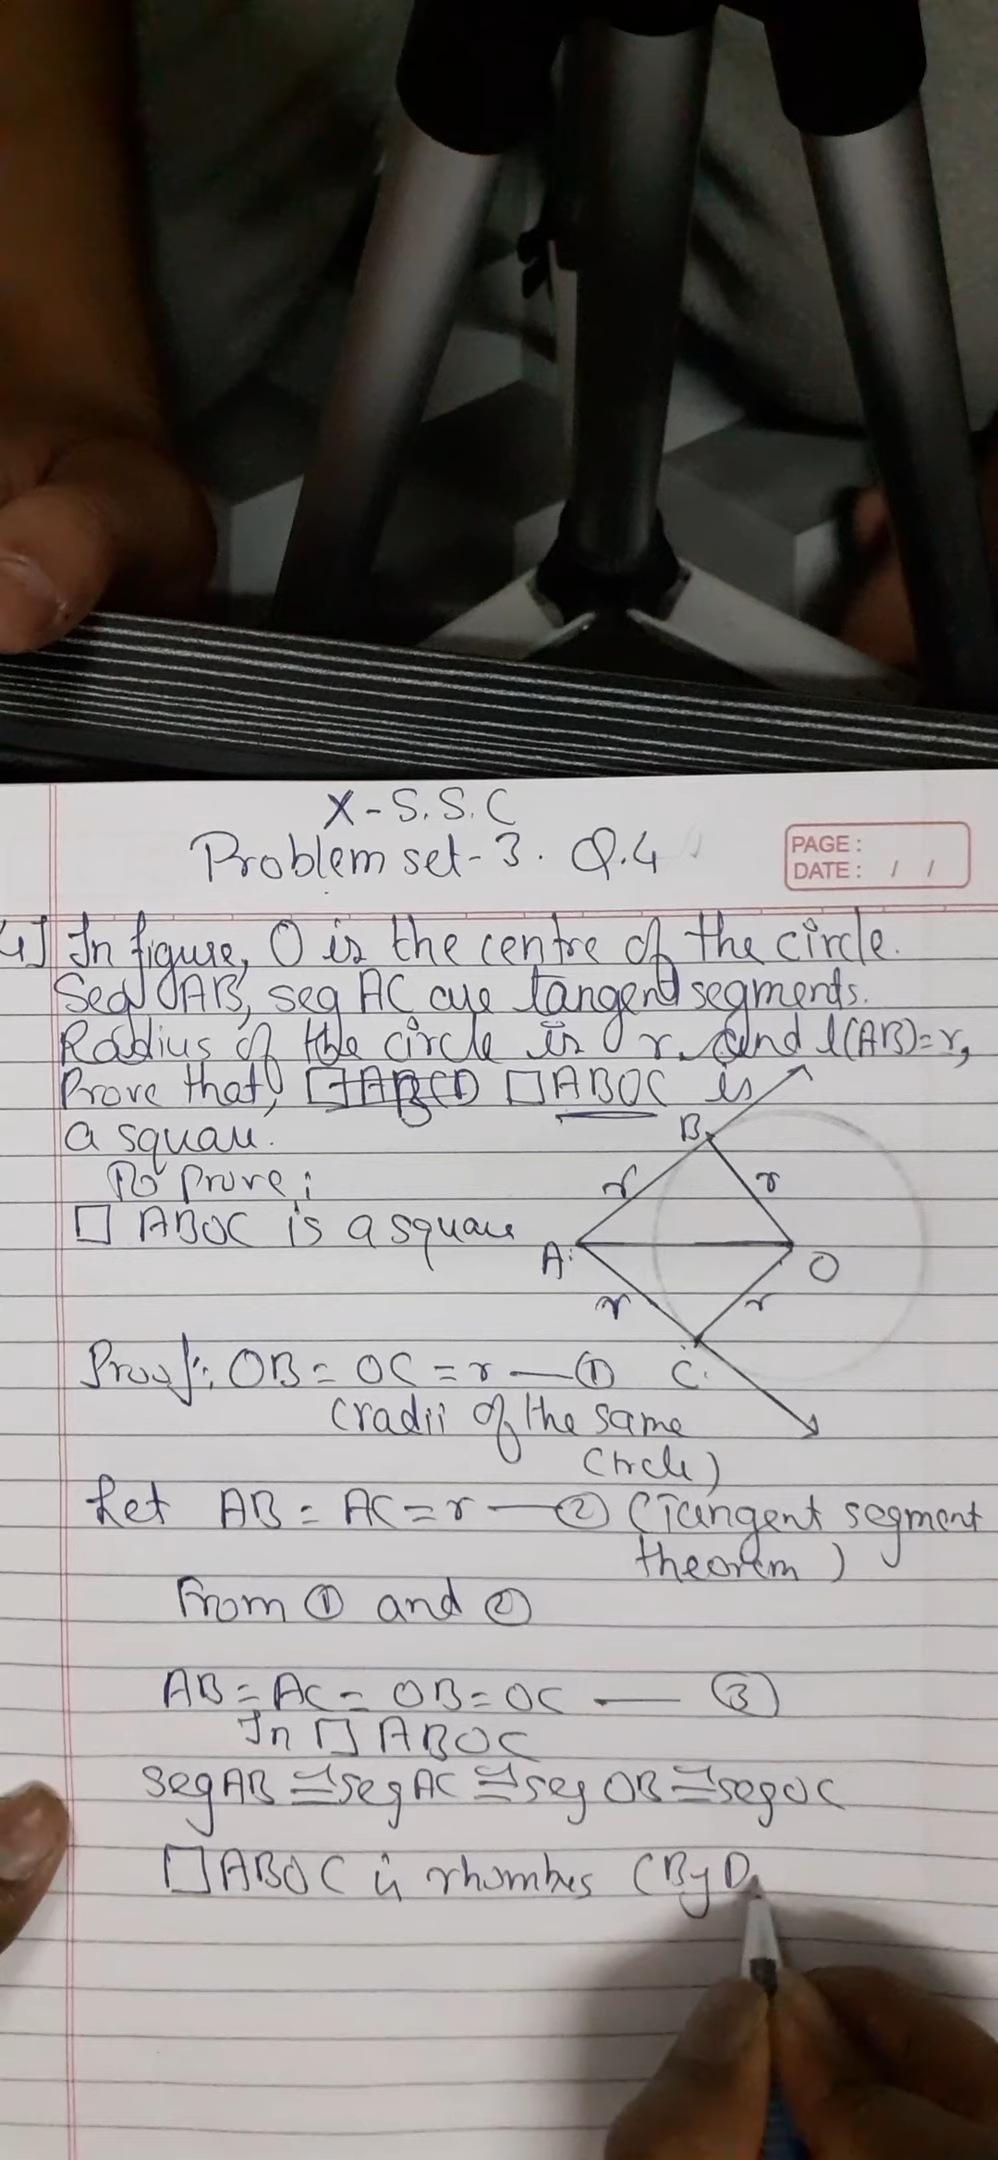 X - S.S.C
Problem set - 3. Q.4
PAGE :
DATE : / /
4] In figure, O is the centre of the circle.
Seg AB, seg AC are tangent segments.
Radius of the circle is r and l(AB)=r,
Prove that, □ABCD □ABOC is
a square.
To prove ;
□ ABOC is a square
B
r r
A
O
r r
C
Proof:; OB = OC = r — ①
(radii of the same
Circle)
Let AB = AC = r — ② (Tangent segment
theorem)
From ① and ②
AB = AC = OB = OC — ③
In □ ABOC
seg AB ≅ seg AC ≅ seg OB ≅ seg OC
□ ABOC is rhombus (By D